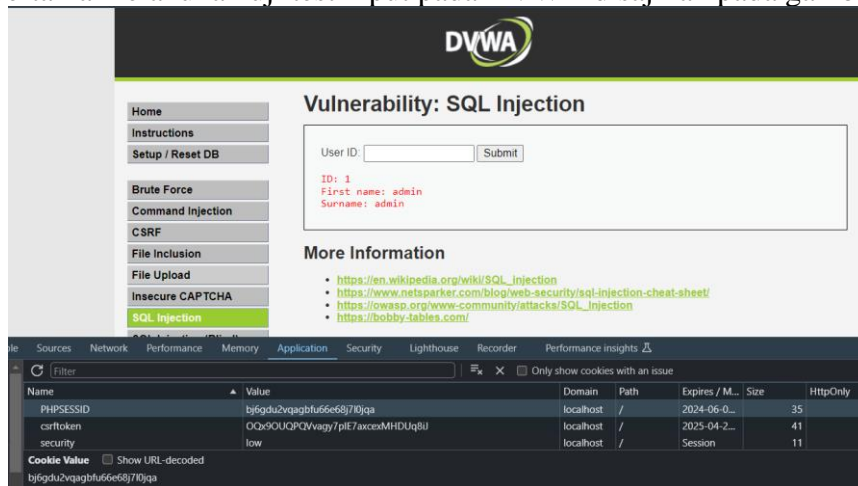 DVWA
Vulnerability: SQL Injection
Home
Instructions
Setup / Reset DB
Brute Force
Command Injection
CSRF
File Inclusion
File Upload
Insecure CAPTCHA
SQL Injection
User ID:
Submit
ID: 1
First name: admin
Surname: admin
More Information
https://en.wikipedia.org/wiki/SQL_injection
https://www.netsparker.com/blog/web-security/sql-injection-cheat-sheet/
https://owasp.org/www-community/attacks/SQL_Injection
https://bobby-tables.com/
Sources Network Performance Memory Application Security Lighthouse Recorder Performance insights
Filter Only show cookies with an issue
Name Value Domain Path Expires / M... Size HttpOnly
PHPSESSID bj6gdu2vqagbfu66e68j7l0jqa localhost / 2024-06-0... 35
csrftoken localhost / 2025-04-2... 41
security low localhost / Session 11
Cookie Value Show URL-decoded
bj6gdu2vqagbfu66e68j7l0jqa